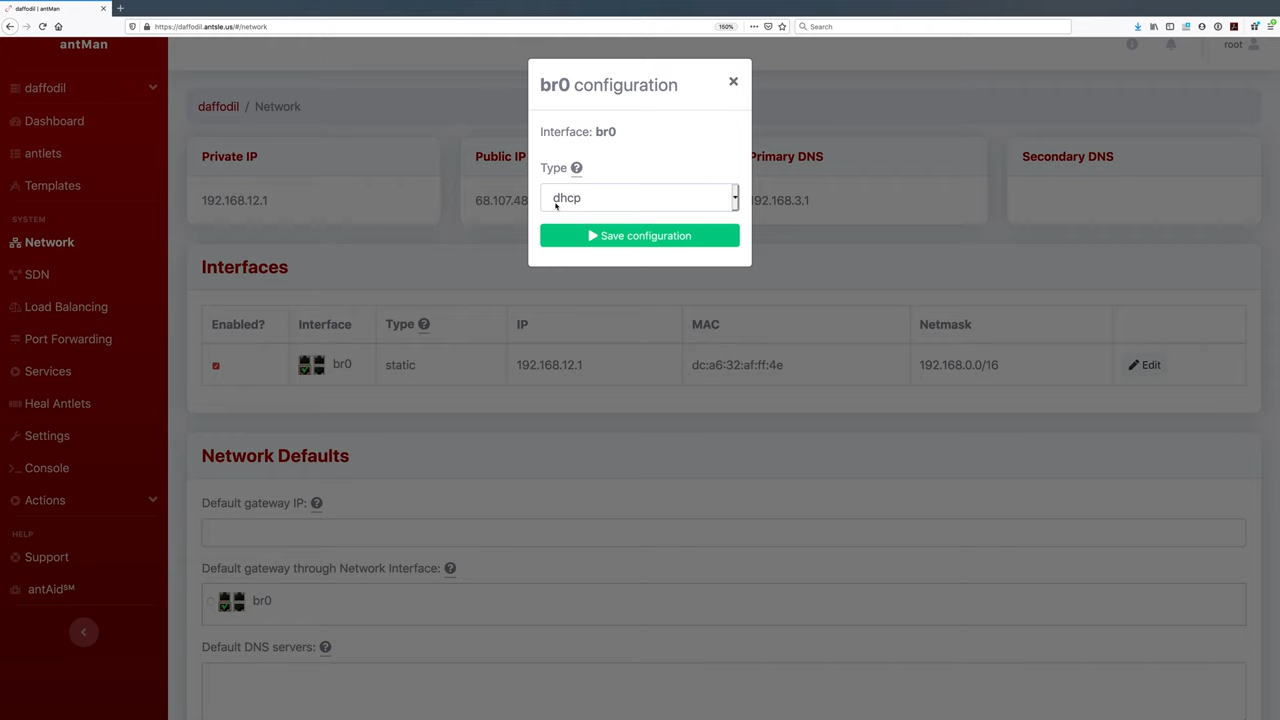 daffodil | antMan
https://daffodil.antsle.us/#/network
150%
Search
antMan
root
daffodil
Dashboard
antlets
Templates
SYSTEM
Network
SDN
Load Balancing
Port Forwarding
Services
Heal Antlets
Settings
Console
Actions
HELP
Support
antAid℠
daffodil / Network
Private IP
192.168.12.1
Public IP
68.107.48
Primary DNS
192.168.3.1
Secondary DNS
br0 configuration
Interface: br0
Type
dhcp
Save configuration
Interfaces
Enabled? Interface Type IP MAC Netmask
br0 static 192.168.12.1 dc:a6:32:af:ff:4e 192.168.0.0/16 Edit
Network Defaults
Default gateway IP:
Default gateway through Network Interface:
br0
Default DNS servers: